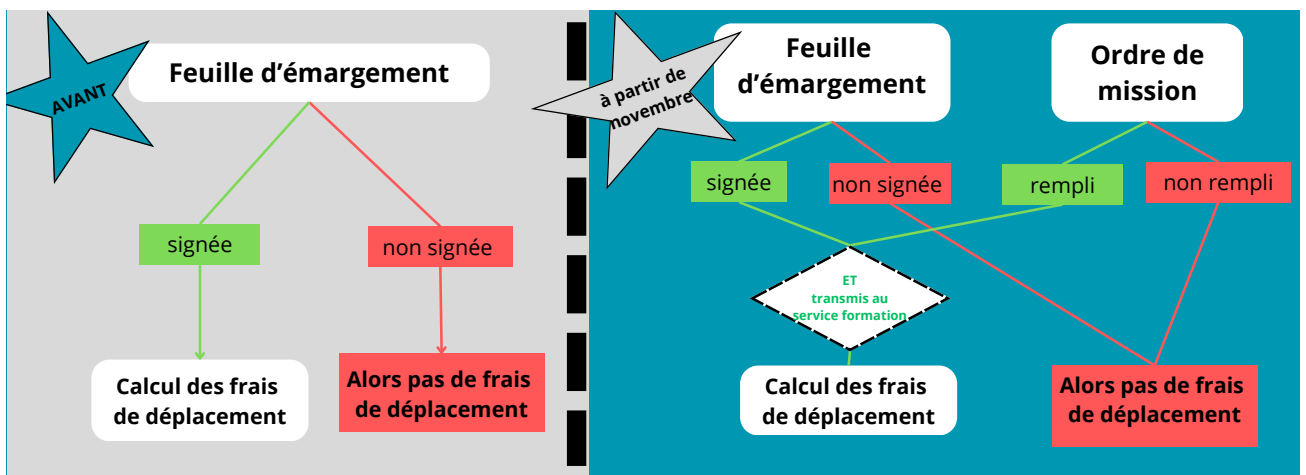 AVANT
Feuille d'émargement
signée
non signée
Calcul des frais
de déplacement
Alors pas de frais
de déplacement
à partir de
novembre
Feuille
d'émargement
Ordre de
mission
signée
non signée
rempli
non rempli
ET
transmis au
service formation
Calcul des frais
de déplacement
Alors pas de frais
de déplacement